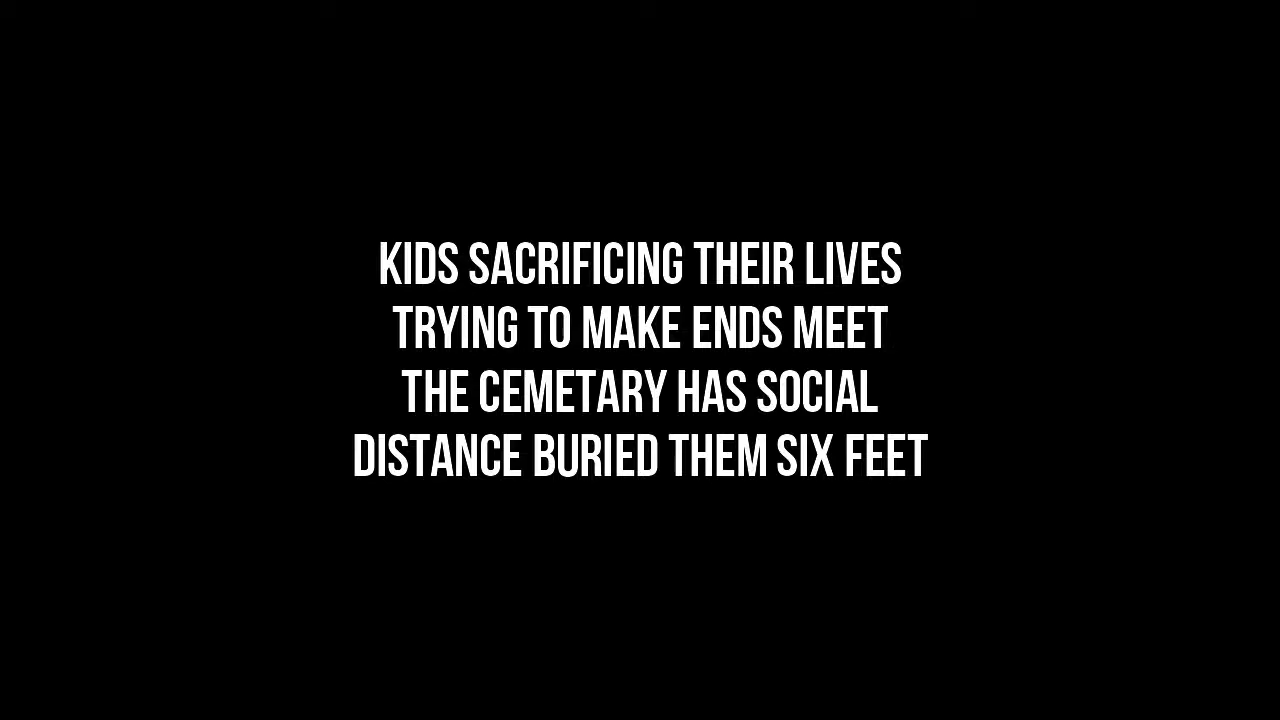 KIDS SACRIFICING THEIR LIVES
TRYING TO MAKE ENDS MEET
THE CEMETARY HAS SOCIAL
DISTANCE BURIED THEM SIX FEET